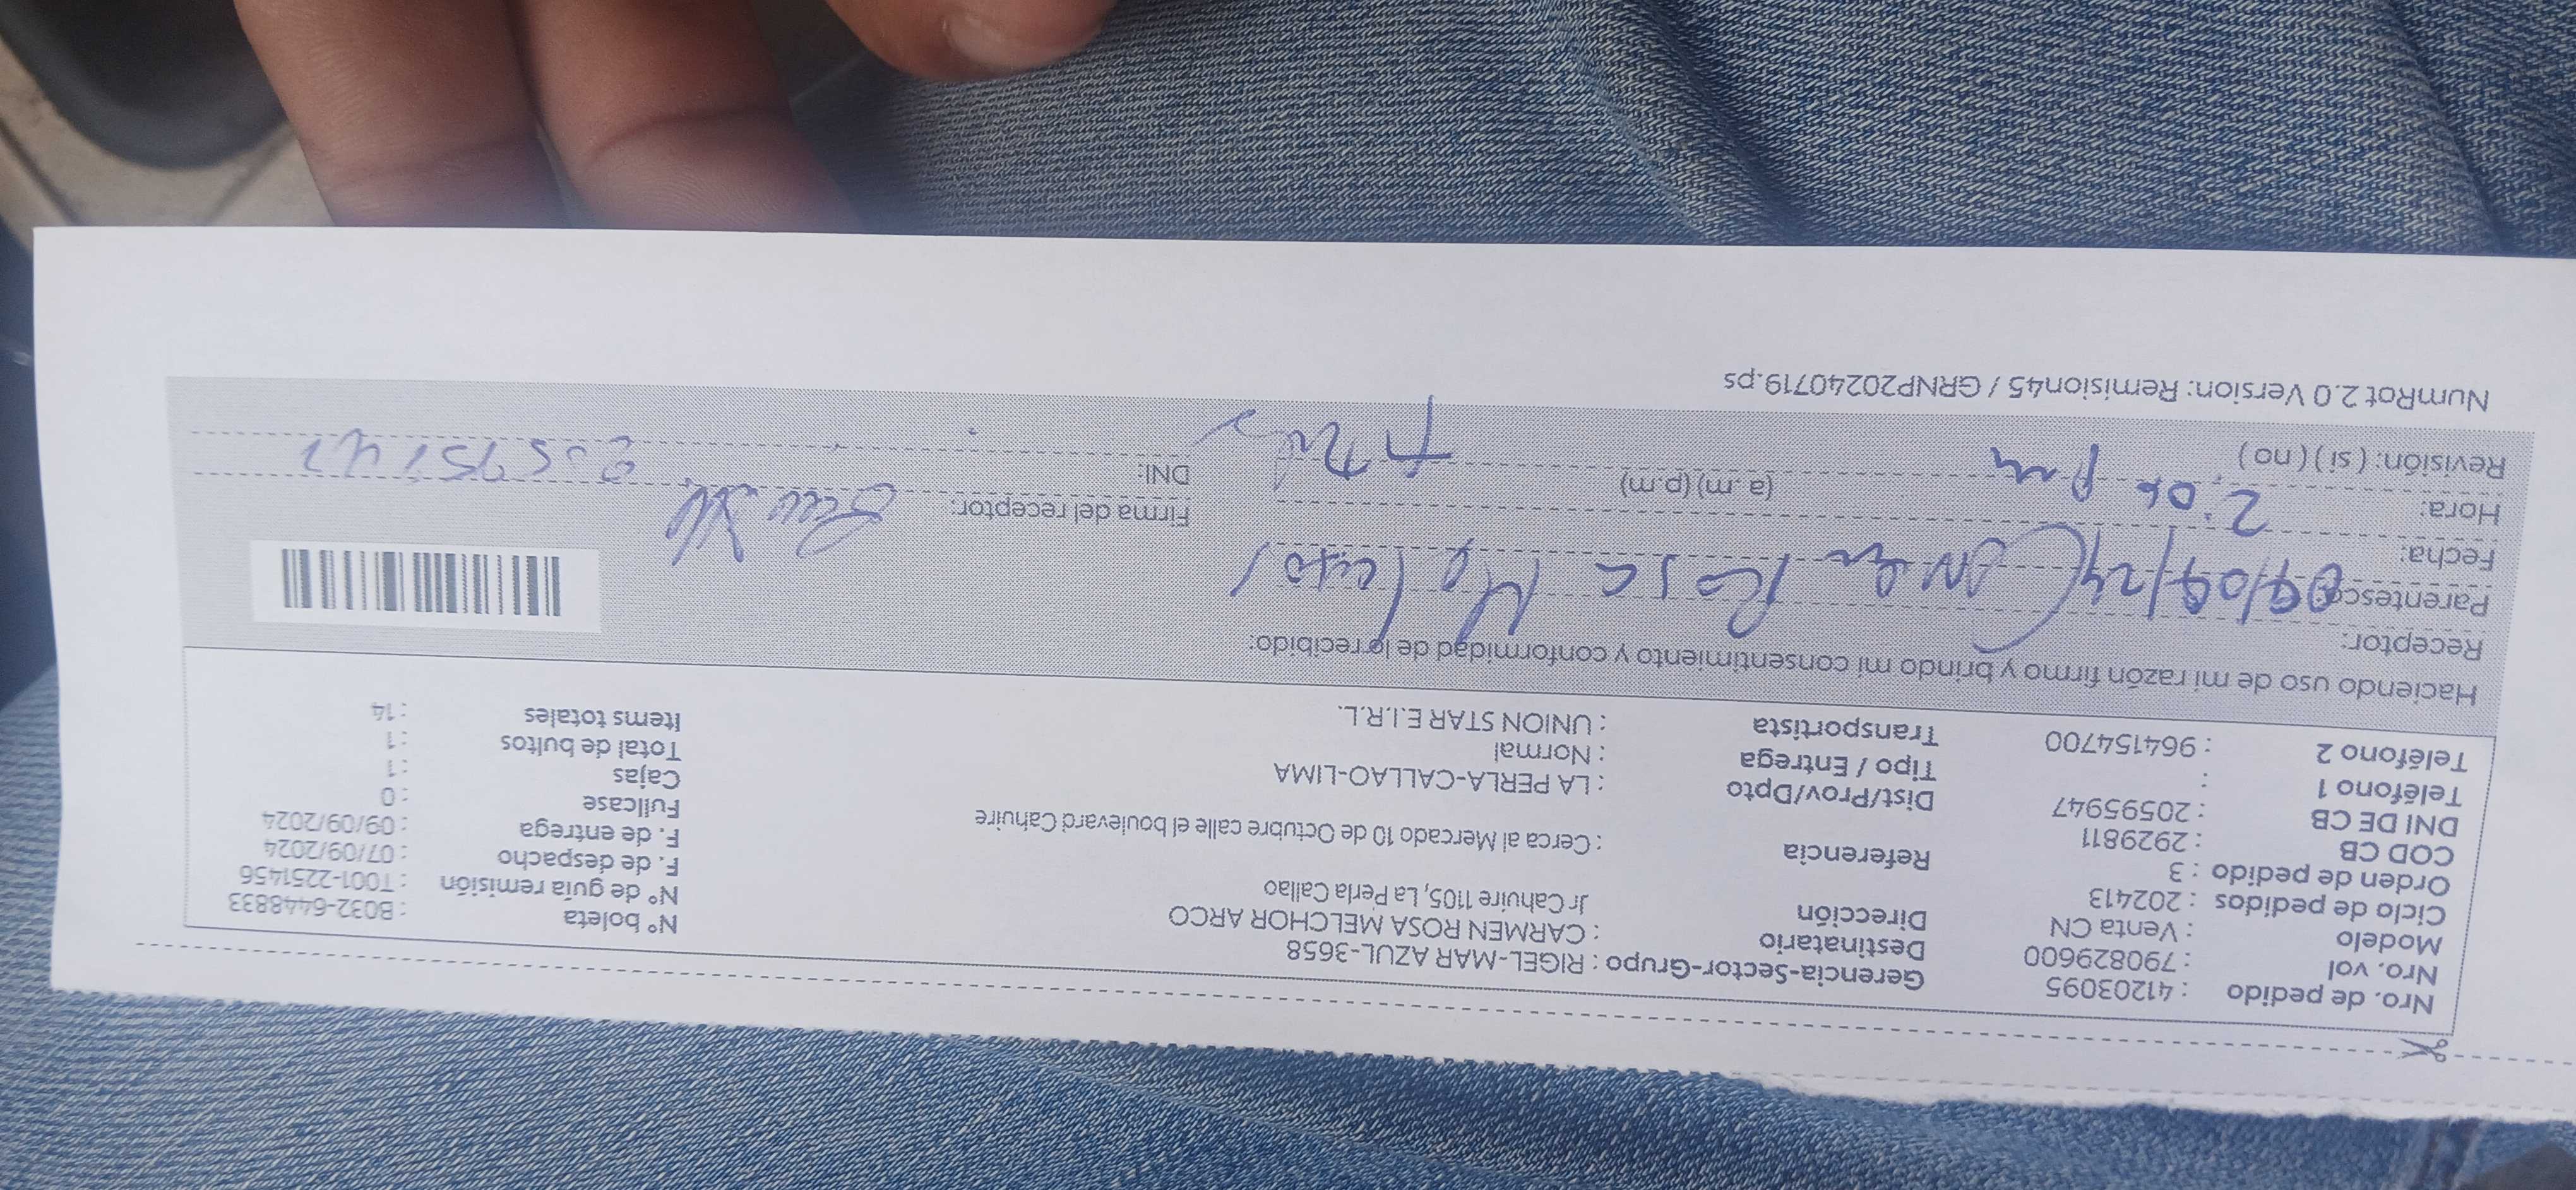 Nro. de pedido : 41203095
Nro. vol : 790829600
Modelo : Venta CN
Ciclo de pedidos : 202413
Orden de pedido : 3
COD CB : 2929811
DNI DE CB : 20595947
Teléfono 1 :
Teléfono 2 : 964154700
Gerencia-Sector-Grupo : RIGEL-MAR AZUL-3658
Destinatario : CARMEN ROSA MELCHOR ARCO
Dirección Jr Cahuire 1105, La Perla Callao
Referencia : Cerca al Mercado 10 de Octubre calle el boulevard Cahuire
Dist/Prov/Dpto : LA PERLA-CALLAO-LIMA
Tipo / Entrega : Normal
Transportista : UNION STAR E.I.R.L.
N° boleta : B032-6448833
N° de guía remisión : T001-2251456
F. de despacho : 07/09/2024
F. de entrega : 09/09/2024
Fullcase : 0
Cajas : 1
Total de bultos : 1
Items totales : 14
Haciendo uso de mi razón firmo y brindo mi consentimiento y conformidad de lo recibido:
Receptor:
Parentesco:
Fecha: 09/09/24
Hora: 2:06 pm (a.m) (p.m)
Revisión: ( si ) ( no )
Firma del receptor:
DNI:
NumRot 2.0 Version: Remision45 / GRNP20240719.ps